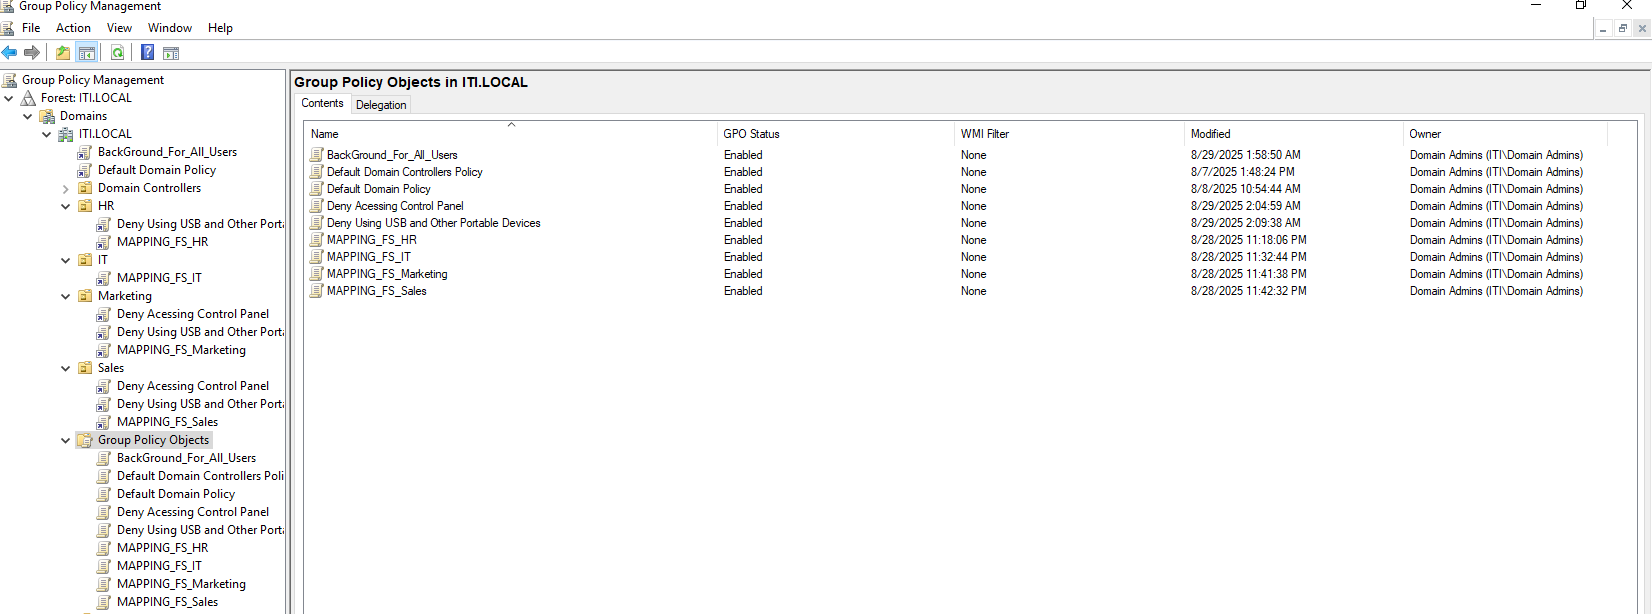 Group Policy Management
File Action View Window Help
Group Policy Management
Forest: ITI.LOCAL
Domains
ITI.LOCAL
BackGround_For_All_Users
Default Domain Policy
Domain Controllers
HR
Deny Using USB and Other Porta
MAPPING_FS_HR
IT
MAPPING_FS_IT
Marketing
Deny Acessing Control Panel
Deny Using USB and Other Porta
MAPPING_FS_Marketing
Sales
Deny Acessing Control Panel
Deny Using USB and Other Porta
MAPPING_FS_Sales
Group Policy Objects
BackGround_For_All_Users
Default Domain Controllers Poli
Default Domain Policy
Deny Acessing Control Panel
Deny Using USB and Other Porta
MAPPING_FS_HR
MAPPING_FS_IT
MAPPING_FS_Marketing
MAPPING_FS_Sales
Group Policy Objects in ITI.LOCAL
Contents Delegation
Name GPO Status WMI Filter Modified Owner
BackGround_For_All_Users Enabled None 8/29/2025 1:58:50 AM Domain Admins (ITI\Domain Admins)
Default Domain Controllers Policy Enabled None 8/7/2025 1:48:24 PM Domain Admins (ITI\Domain Admins)
Default Domain Policy Enabled None 8/8/2025 10:54:44 AM Domain Admins (ITI\Domain Admins)
Deny Acessing Control Panel Enabled None 8/29/2025 2:04:59 AM Domain Admins (ITI\Domain Admins)
Deny Using USB and Other Portable Devices Enabled None 8/29/2025 2:09:38 AM Domain Admins (ITI\Domain Admins)
MAPPING_FS_HR Enabled None 8/28/2025 11:18:06 PM Domain Admins (ITI\Domain Admins)
MAPPING_FS_IT Enabled None 8/28/2025 11:32:44 PM Domain Admins (ITI\Domain Admins)
MAPPING_FS_Marketing Enabled None 8/28/2025 11:41:38 PM Domain Admins (ITI\Domain Admins)
MAPPING_FS_Sales Enabled None 8/28/2025 11:42:32 PM Domain Admins (ITI\Domain Admins)